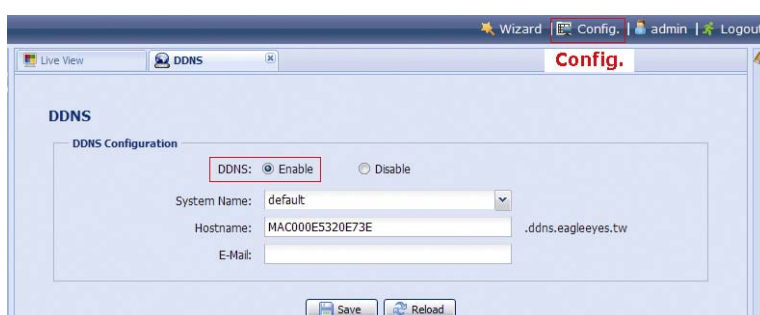 Wizard | Config. | admin | Logout
Live View DDNS
Config.
DDNS
DDNS Configuration
DDNS: Enable Disable
System Name: default
Hostname: MAC000E5320E73E .ddns.eagleeyes.tw
E-Mail:
Save Reload